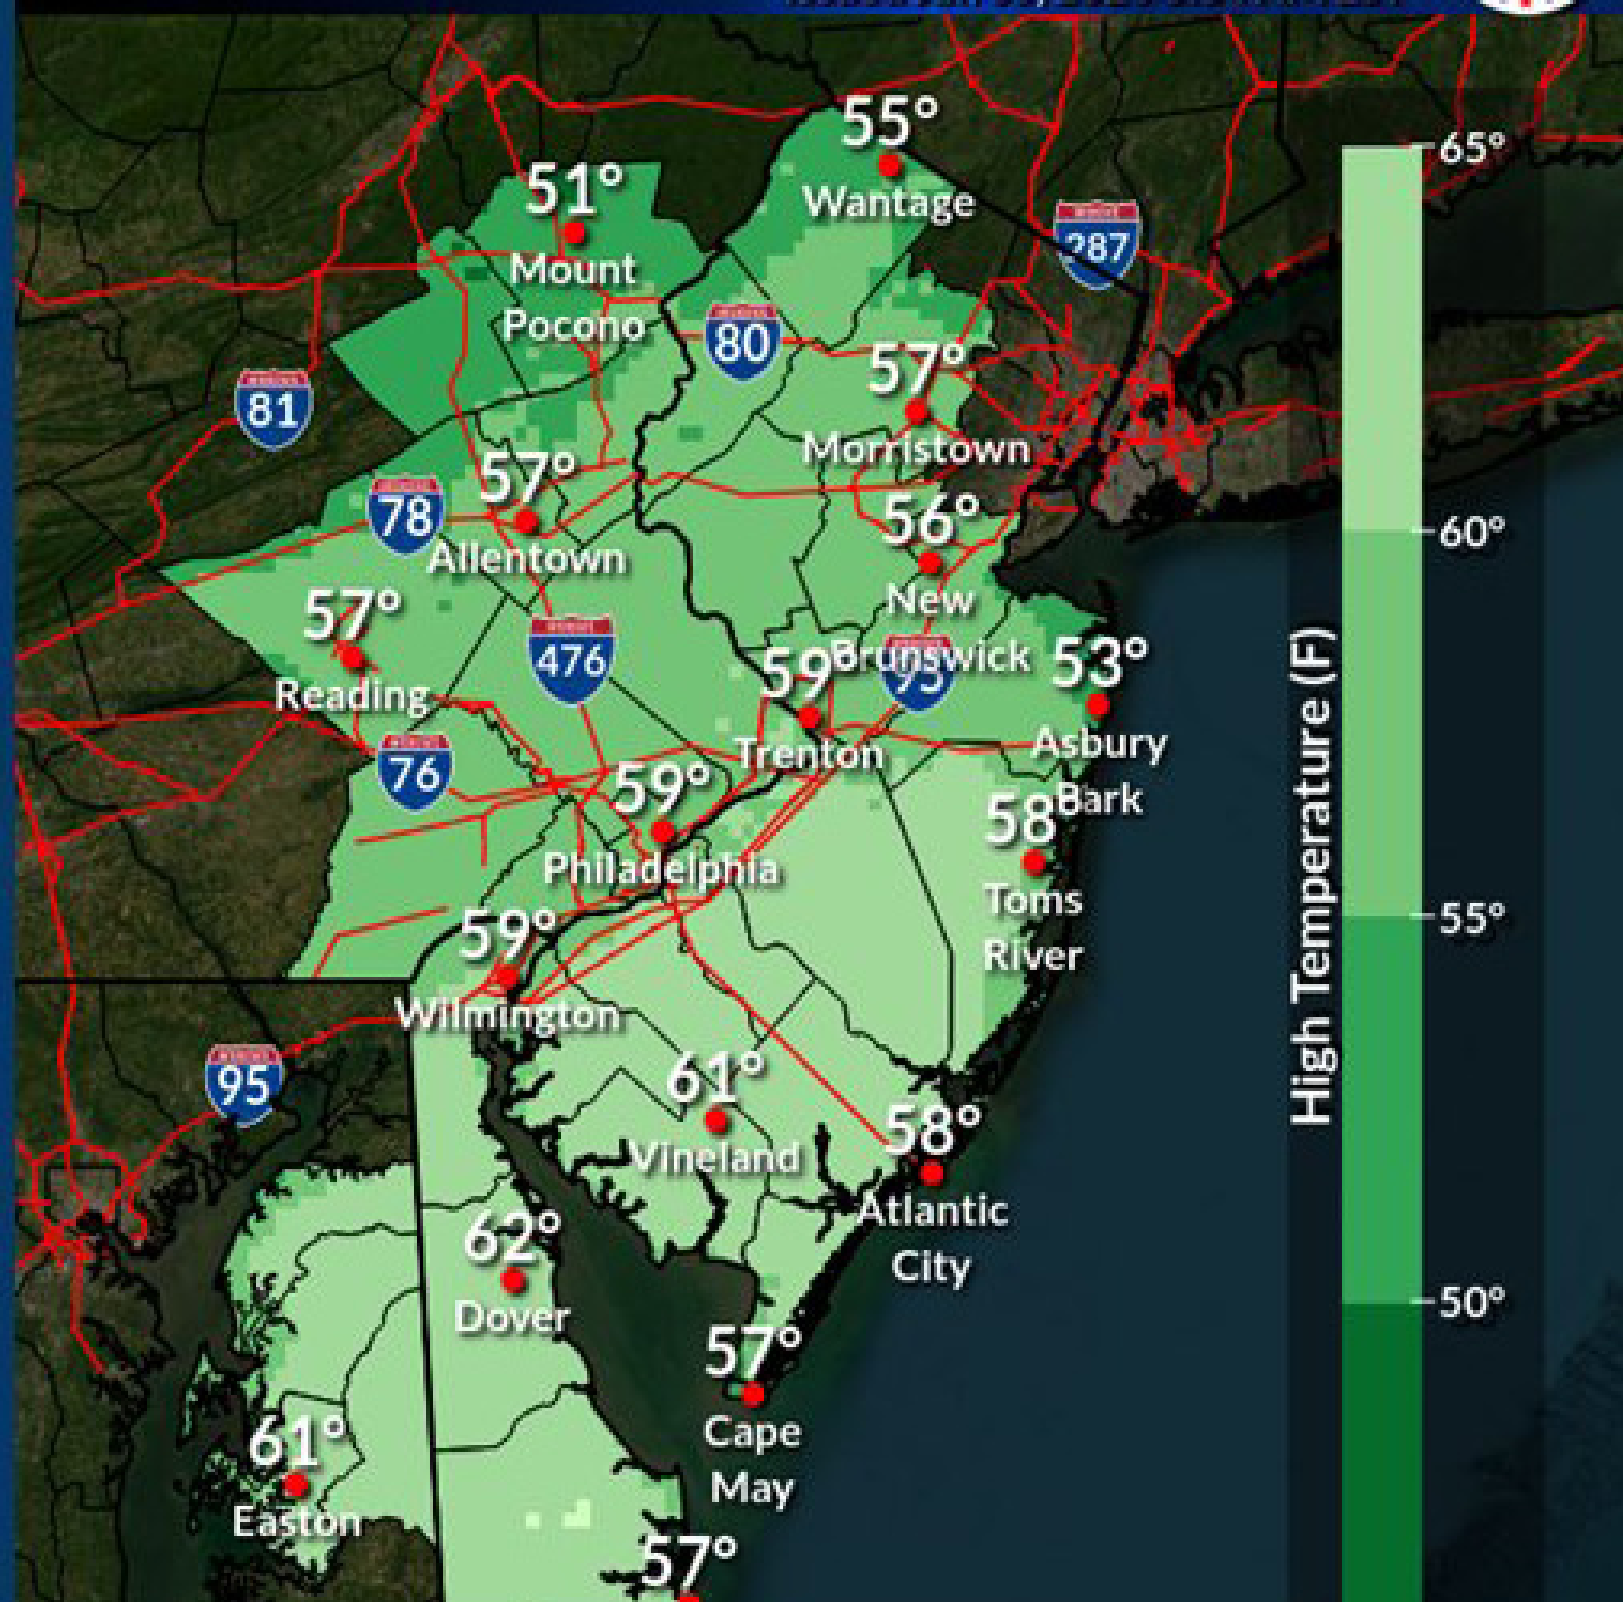 55°
Wantage
51°
Mount
Pocono
287
80
57°
Morristown
81
57°
Allentown
78
56°
New
Brunswick
57°
Reading
476
95
59°
Trenton
53°
Asbury
Park
76
59°
Philadelphia
58°
Toms
River
59°
Wilmington
95
61°
Vineland
58°
Atlantic
City
62°
Dover
57°
Cape
May
61°
Easton
57°
High Temperature (F)
65°
60°
55°
50°